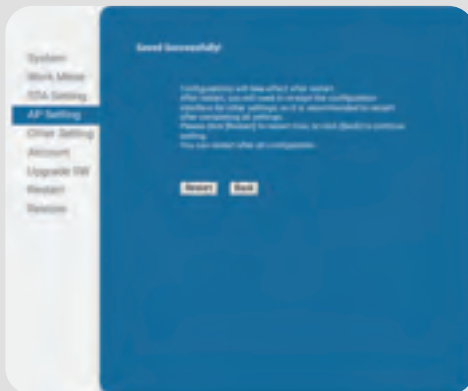 System
Work Mode
STA Setting
AP Setting
Other Setting
Account
Upgrade SW
Restart
Restore
Saved Successfully!
Configurations will take effect after restart.
After restart, you will need to the configuration
interface for other settings, so it is recommended to restart
after completing all settings.
Please click [Restart] to restart now, or click [Back] to continue
setting.
You can restart after all configuration.
Restart
Back